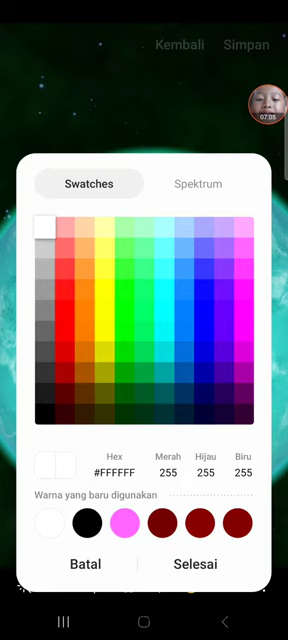 Kembali Simpan
07:05
Swatches Spektrum
Hex Merah Hijau Biru
#FFFFFF 255 255 255
Warna yang baru digunakan
Batal Selesai